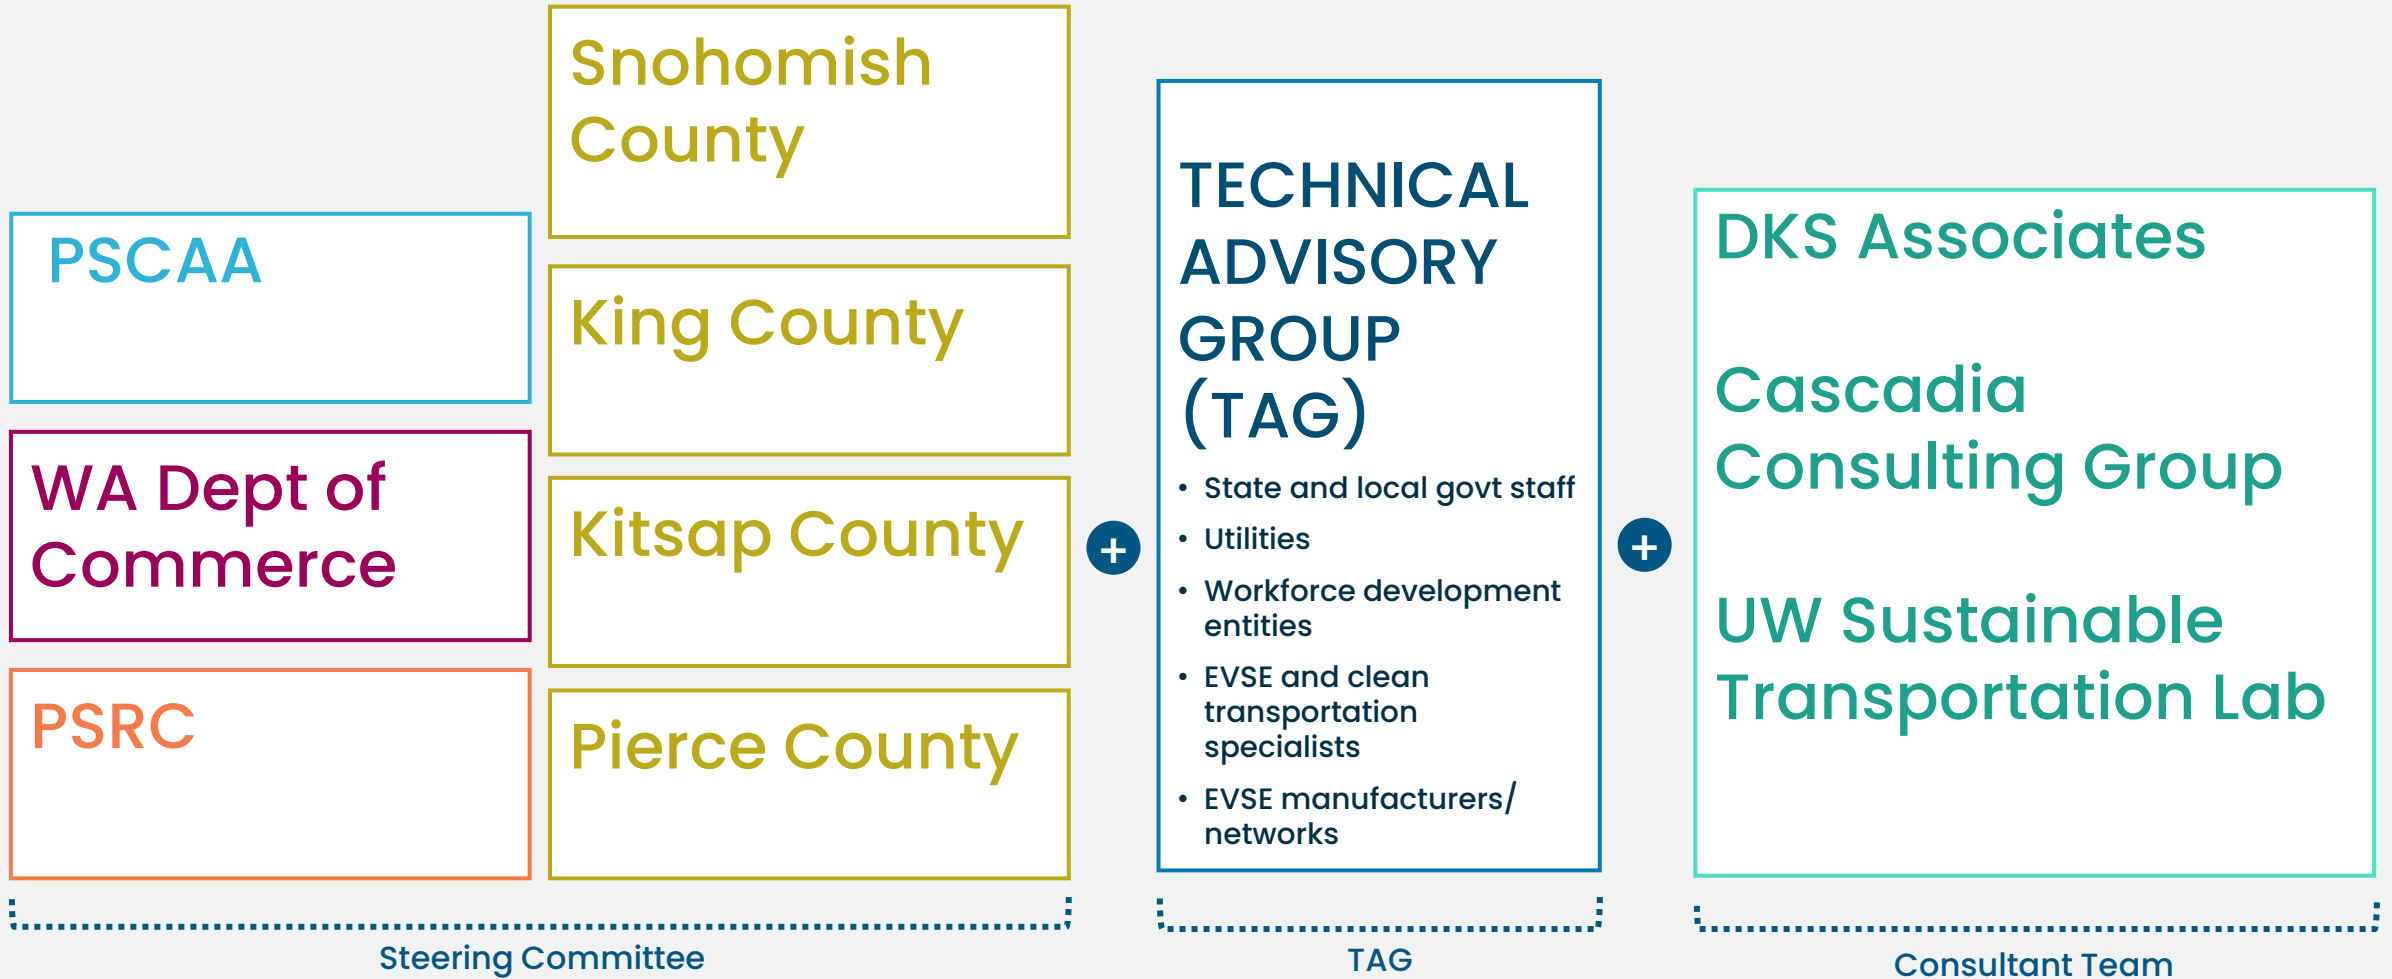 PSCAA
WA Dept of
Commerce
PSRC
Snohomish
County
King County
Kitsap County
Pierce County
Steering Committee
+
TECHNICAL
ADVISORY
GROUP
(TAG)
• State and local govt staff
• Utilities
• Workforce development
entities
• EVSE and clean
transportation
specialists
• EVSE manufacturers/
networks
TAG
+
DKS Associates
Cascadia
Consulting Group
UW Sustainable
Transportation Lab
Consultant Team